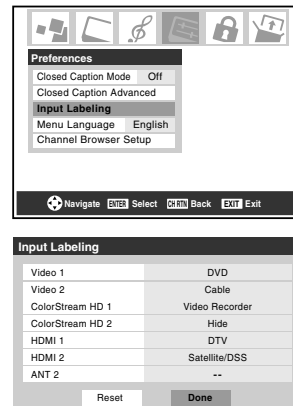 Preferences
Closed Caption Mode Off
Closed Caption Advanced
Input Labeling
Menu Language English
Channel Browser Setup
Navigate ENTER Select CH RTN Back EXIT Exit
Input Labeling
Video 1 DVD
Video 2 Cable
ColorStream HD 1 Video Recorder
ColorStream HD 2 Hide
HDMI 1 DTV
HDMI 2 Satellite/DSS
ANT 2 --
Reset Done